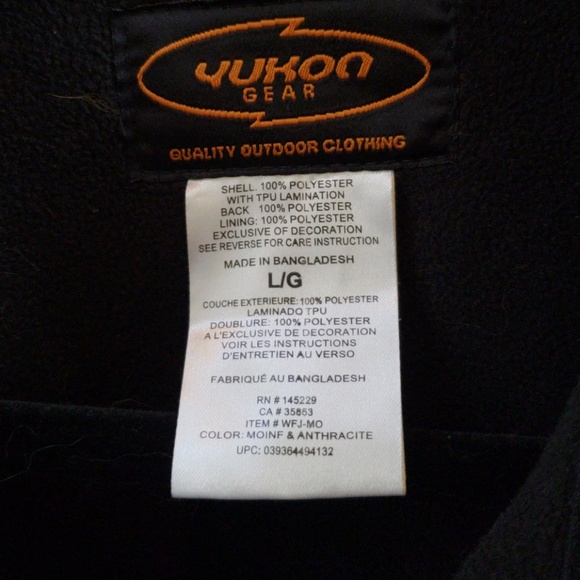 YUKON
GEAR
QUALITY OUTDOOR CLOTHING
SHELL. 100% POLYESTER
WITH TPU LAMINATION
BACK 100% POLYESTER
LINING: 100% POLYESTER
EXCLUSIVE OF DECORATION
SEE REVERSE FOR CARE INSTRUCTION
MADE IN BANGLADESH
L/G
COUCHE EXTERIEURE: 100% POLYESTER
LAMINADO TPU
DOUBLURE: 100% POLYESTER
A L'EXCLUSIVE DE DECORATION
VOIR LES INSTRUCTIONS
D'ENTRETIEN AU VERSO
FABRIQUÉ AU BANGLADESH
RN # 145229
CA # 35853
ITEM # WFJ-MO
COLOR: MOINF & ANTHRACITE
UPC: 039364494132